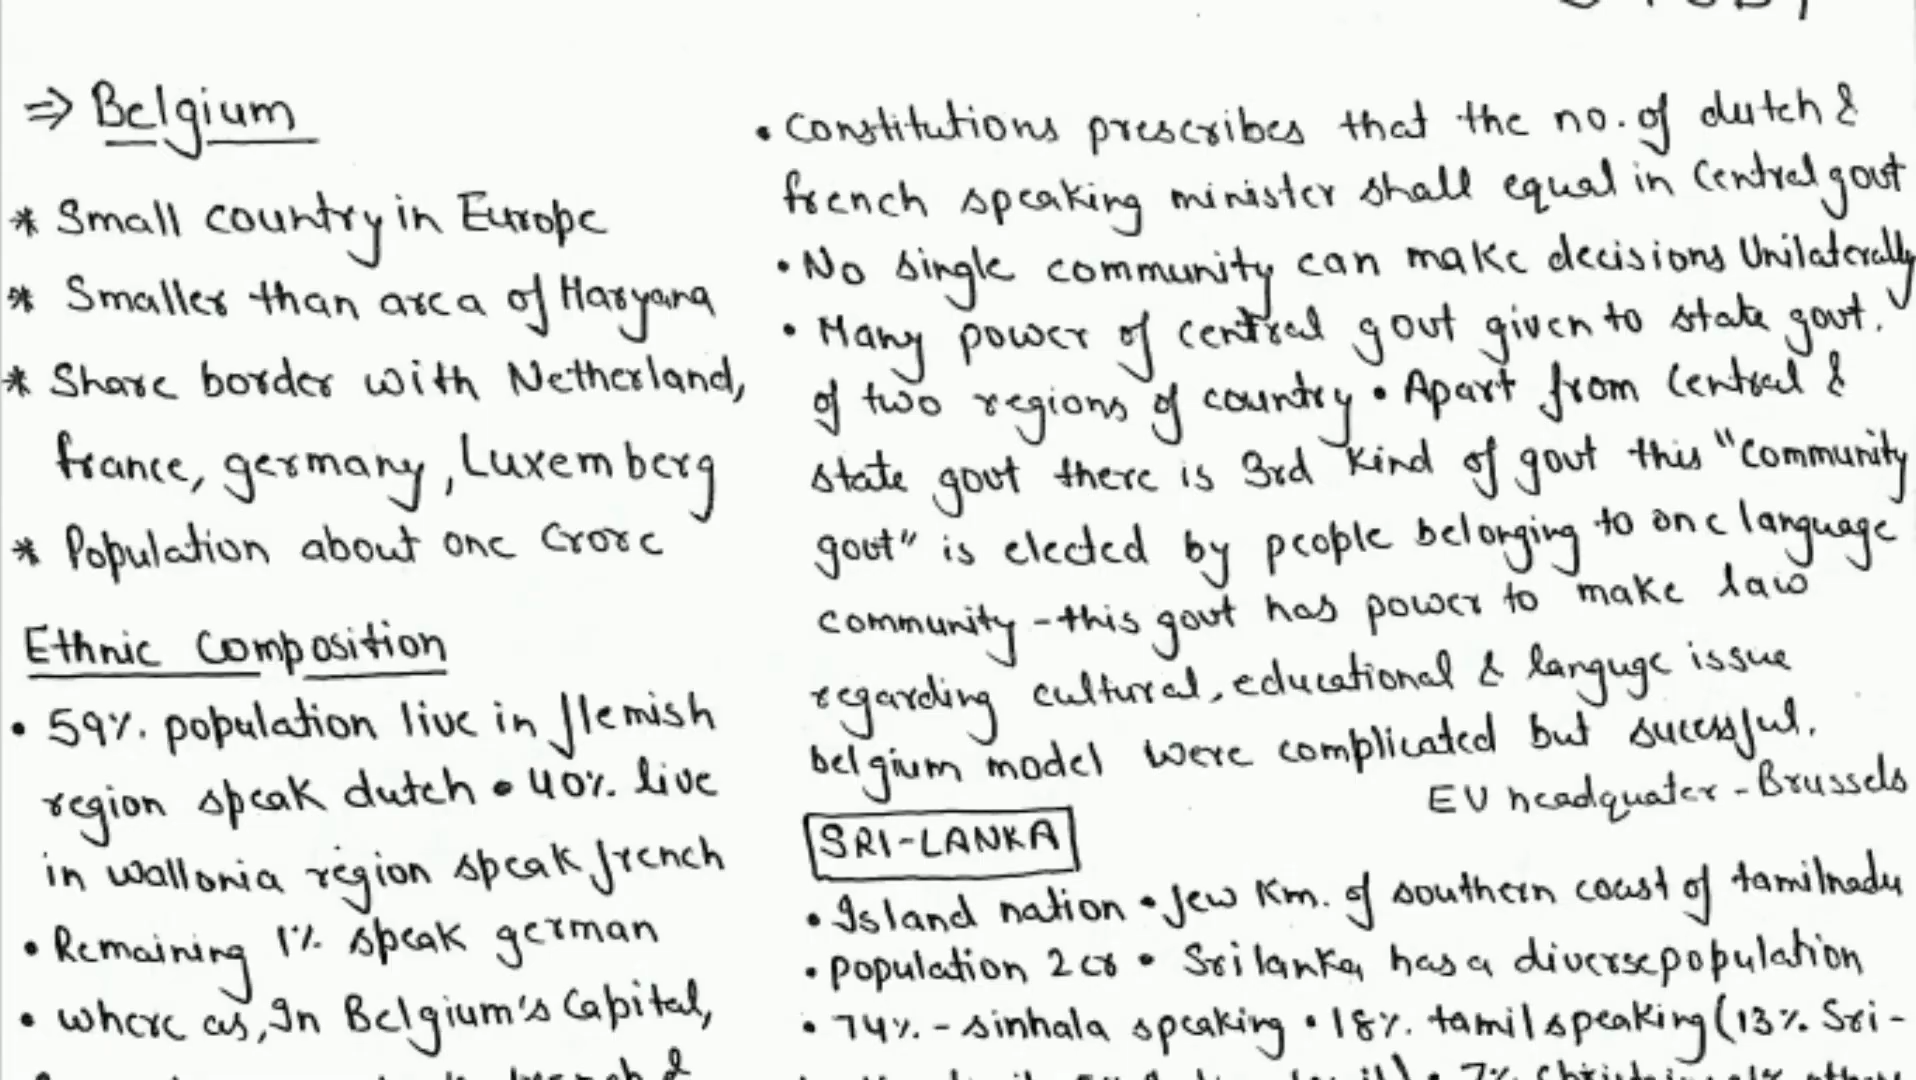 ⇒ Belgium
* Small country in Europe
* Smaller than area of Haryana
* Share border with Netherland,
france, germany, Luxemberg
* Population about one Crore
Ethnic Composition
• 59%. population live in flemish
region speak dutch • 40%. live
in wallonia region speak french
• Remaining 1%. speak german
• where as, In Belgium's Capital,
• Constitutions prescribes that the no. of dutch &
french speaking minister shall equal in Central govt
• No single community can make decisions Unilaterally
• Many power of central govt given to state govt.
of two regions of country • Apart from Central &
state govt there is 3rd kind of govt this "Community
govt" is elected by people belonging to one language
community - this govt has power to make law
regarding cultural, educational & languge issue
belgium model were complicated but sucessful.
EU headquater - Brussels
SRI-LANKA
• Island nation • few Km. of southern coast of tamilnadu
• population 2 cr • Srilanka has a diverse population
• 74%. - sinhala speaking • 18%. tamil speaking (13%. Sri-